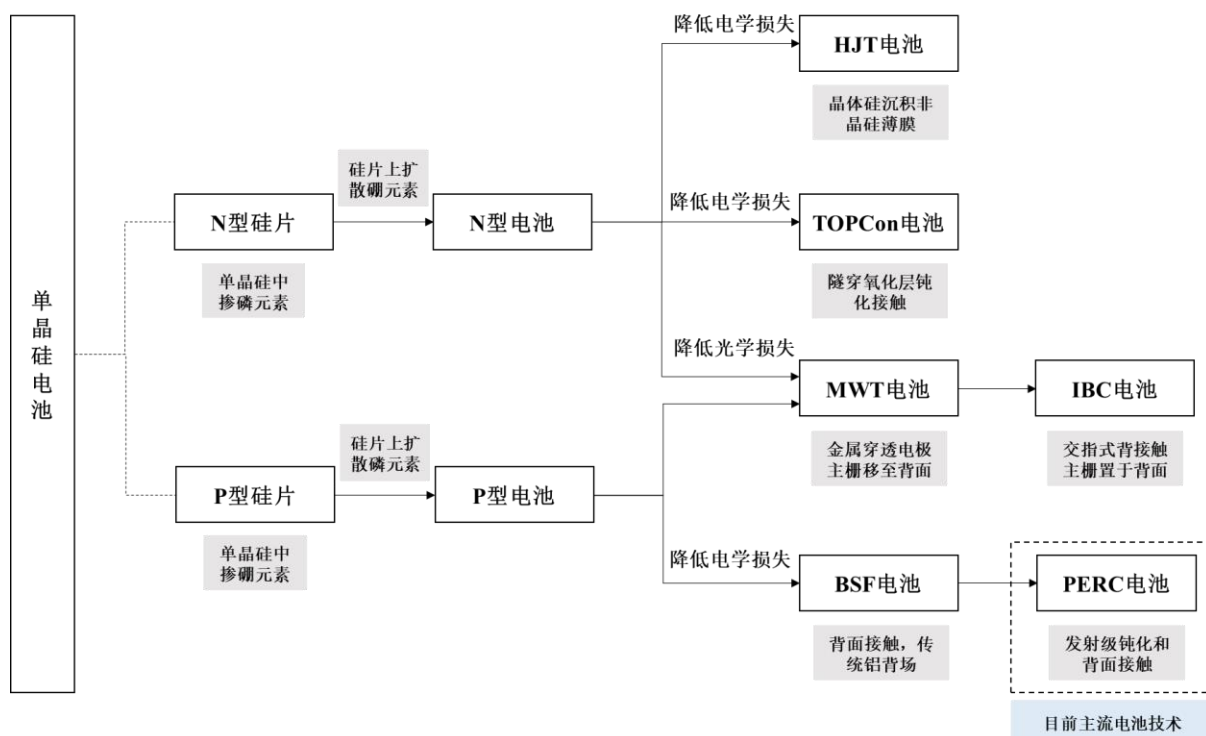 单
晶
硅
电
池
N型硅片
单晶硅中
掺磷元素
硅片上扩
散硼元素
N型电池
降低电学损失
HJT电池
晶体硅沉积非
晶硅薄膜
降低电学损失
TOPCon电池
隧穿氧化层钝
化接触
降低光学损失
MWT电池
金属穿透电极
主栅移至背面
IBC电池
交指式背接触
主栅置于背面
P型硅片
单晶硅中
掺硼元素
硅片上扩
散磷元素
P型电池
降低电学损失
BSF电池
背面接触，传
统铝背场
PERC电池
发射级钝化和
背面接触
目前主流电池技术